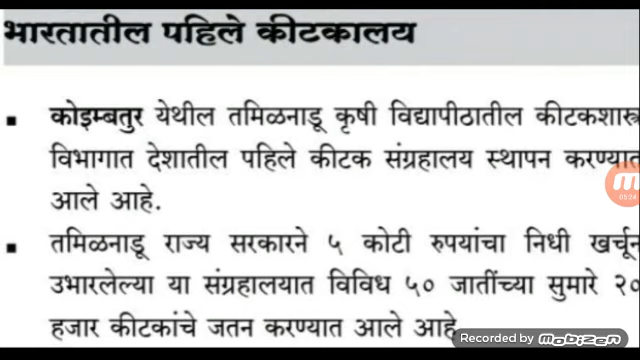 भारतातील पहिले कीटकालय
▪ कोइम्बतुर येथील तमिळनाडू कृषी विद्यापीठातील कीटकशास्त्र
विभागात देशातील पहिले कीटक संग्रहालय स्थापन करण्यात
आले आहे.
▪ तमिळनाडू राज्य सरकारने ५ कोटी रुपयांचा निधी खर्चून
उभारलेल्या या संग्रहालयात विविध ५० जातींच्या सुमारे २०
हजार कीटकांचे जतन करण्यात आले आहे
05:24
Recorded by mobizen